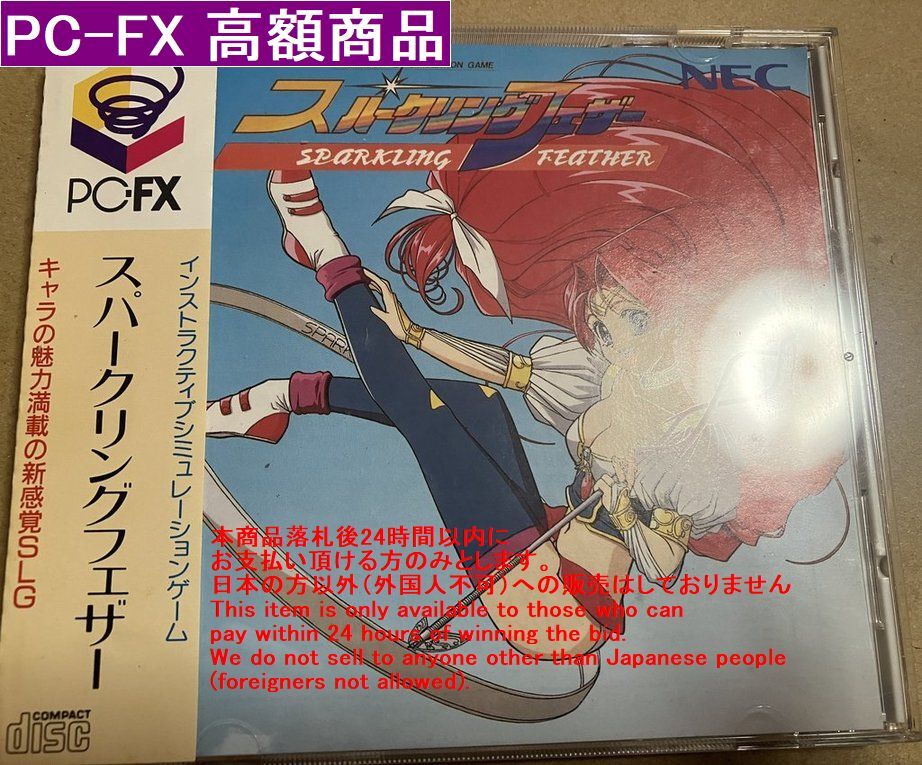 PC-FX 高額商品
ON GAME
NEC
スパークリングフェザー
SPARKLING FEATHER
PC-FX
インストラクティブシミュレーションゲーム
スパークリングフェザー
キャラの魅力満載の新感覚SLG
SPARK
本商品落札後24時間以内に
お支払い頂ける方のみとします。
日本の方以外(外国人不可)への販売はしておりません
This item is only available to those who can
pay within 24 hours of winning the bid.
We do not sell to anyone other than Japanese people
(foreigners not allowed).
COMPACT
disc